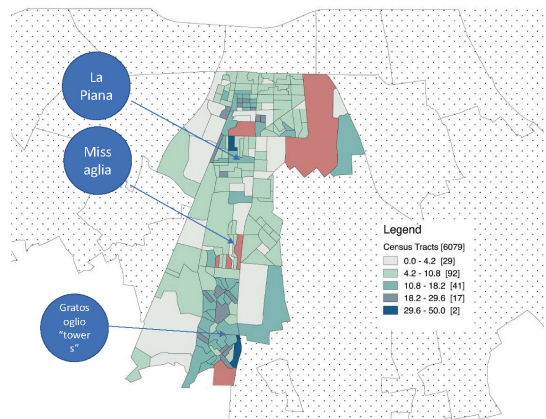 La
Piana
Miss
aglia
Gratos
oglio
“tower
s”
Legend
Census Tracts [6079]
0.0 - 4.2 [29]
4.2 - 10.8 [92]
10.8 - 18.2 [41]
18.2 - 29.6 [17]
29.6 - 50.0 [2]